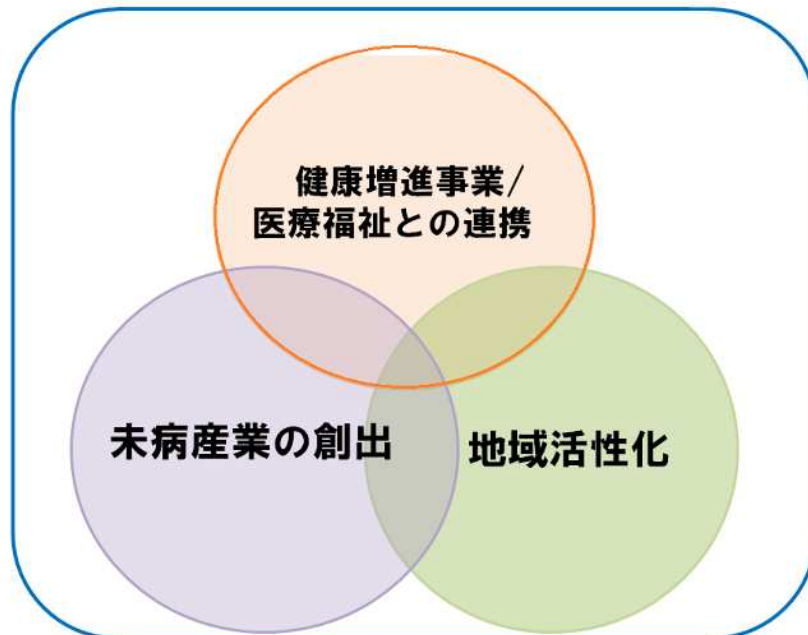 健康増進事業/
医療福祉との連携
未病産業の創出
地域活性化